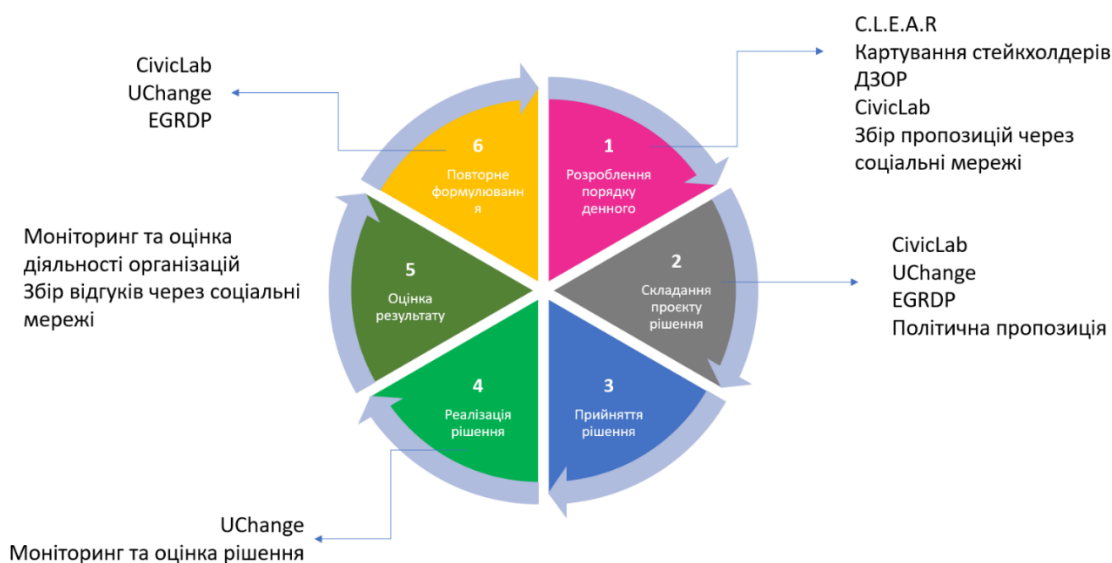 C.L.E.A.R
Картування стейкхолдерів
ДЗОР
CivicLab
Збір пропозицій через
соціальні мережі
CivicLab
UChange
EGRDP
6
Повторне
формулюванн
я
1
Розроблення
порядку
денного
Моніторинг та оцінка
діяльності організацій
Збір відгуків через соціальні
мережі
5
Оцінка
результату
2
Складання
проєкту
рішення
CivicLab
UChange
EGRDP
Політична пропозиція
4
Реалізація
рішення
3
Прийняття
рішення
UChange
Моніторинг та оцінка рішення